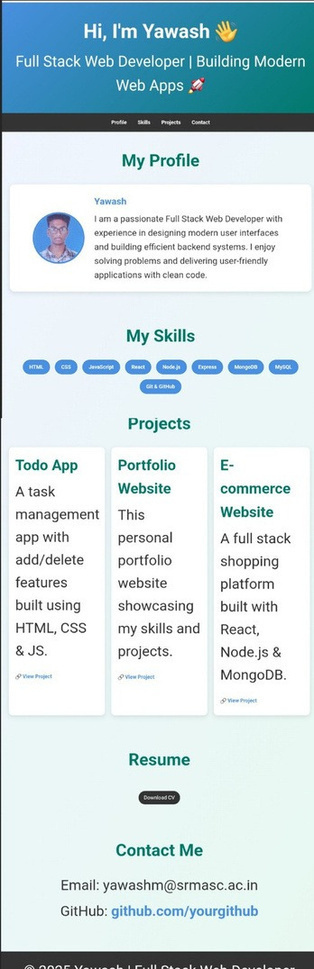 Hi, I'm Yawash 👋
Full Stack Web Developer | Building Modern
Web Apps 🚀
Profile Skills Projects Contact
My Profile
Yawash
I am a passionate Full Stack Web Developer with
experience in designing modern user interfaces
and building efficient backend systems. I enjoy
solving problems and delivering user-friendly
applications with clean code.
My Skills
HTML CSS JavaScript React Node.js Express MongoDB MySQL
Git & GitHub
Projects
Todo App
A task
management
app with
add/delete
features
built using
HTML, CSS
& JS.
🔗 View Project
Portfolio
Website
This
personal
portfolio
website
showcasing
my skills and
projects.
🔗 View Project
E-
commerce
Website
A full stack
shopping
platform
built with
React,
Node.js &
MongoDB.
🔗 View Project
Resume
Download CV
Contact Me
Email: yawashm@srmasc.ac.in
GitHub: github.com/yourgithub
© 2025 Yawash | Full Stack Web Developer